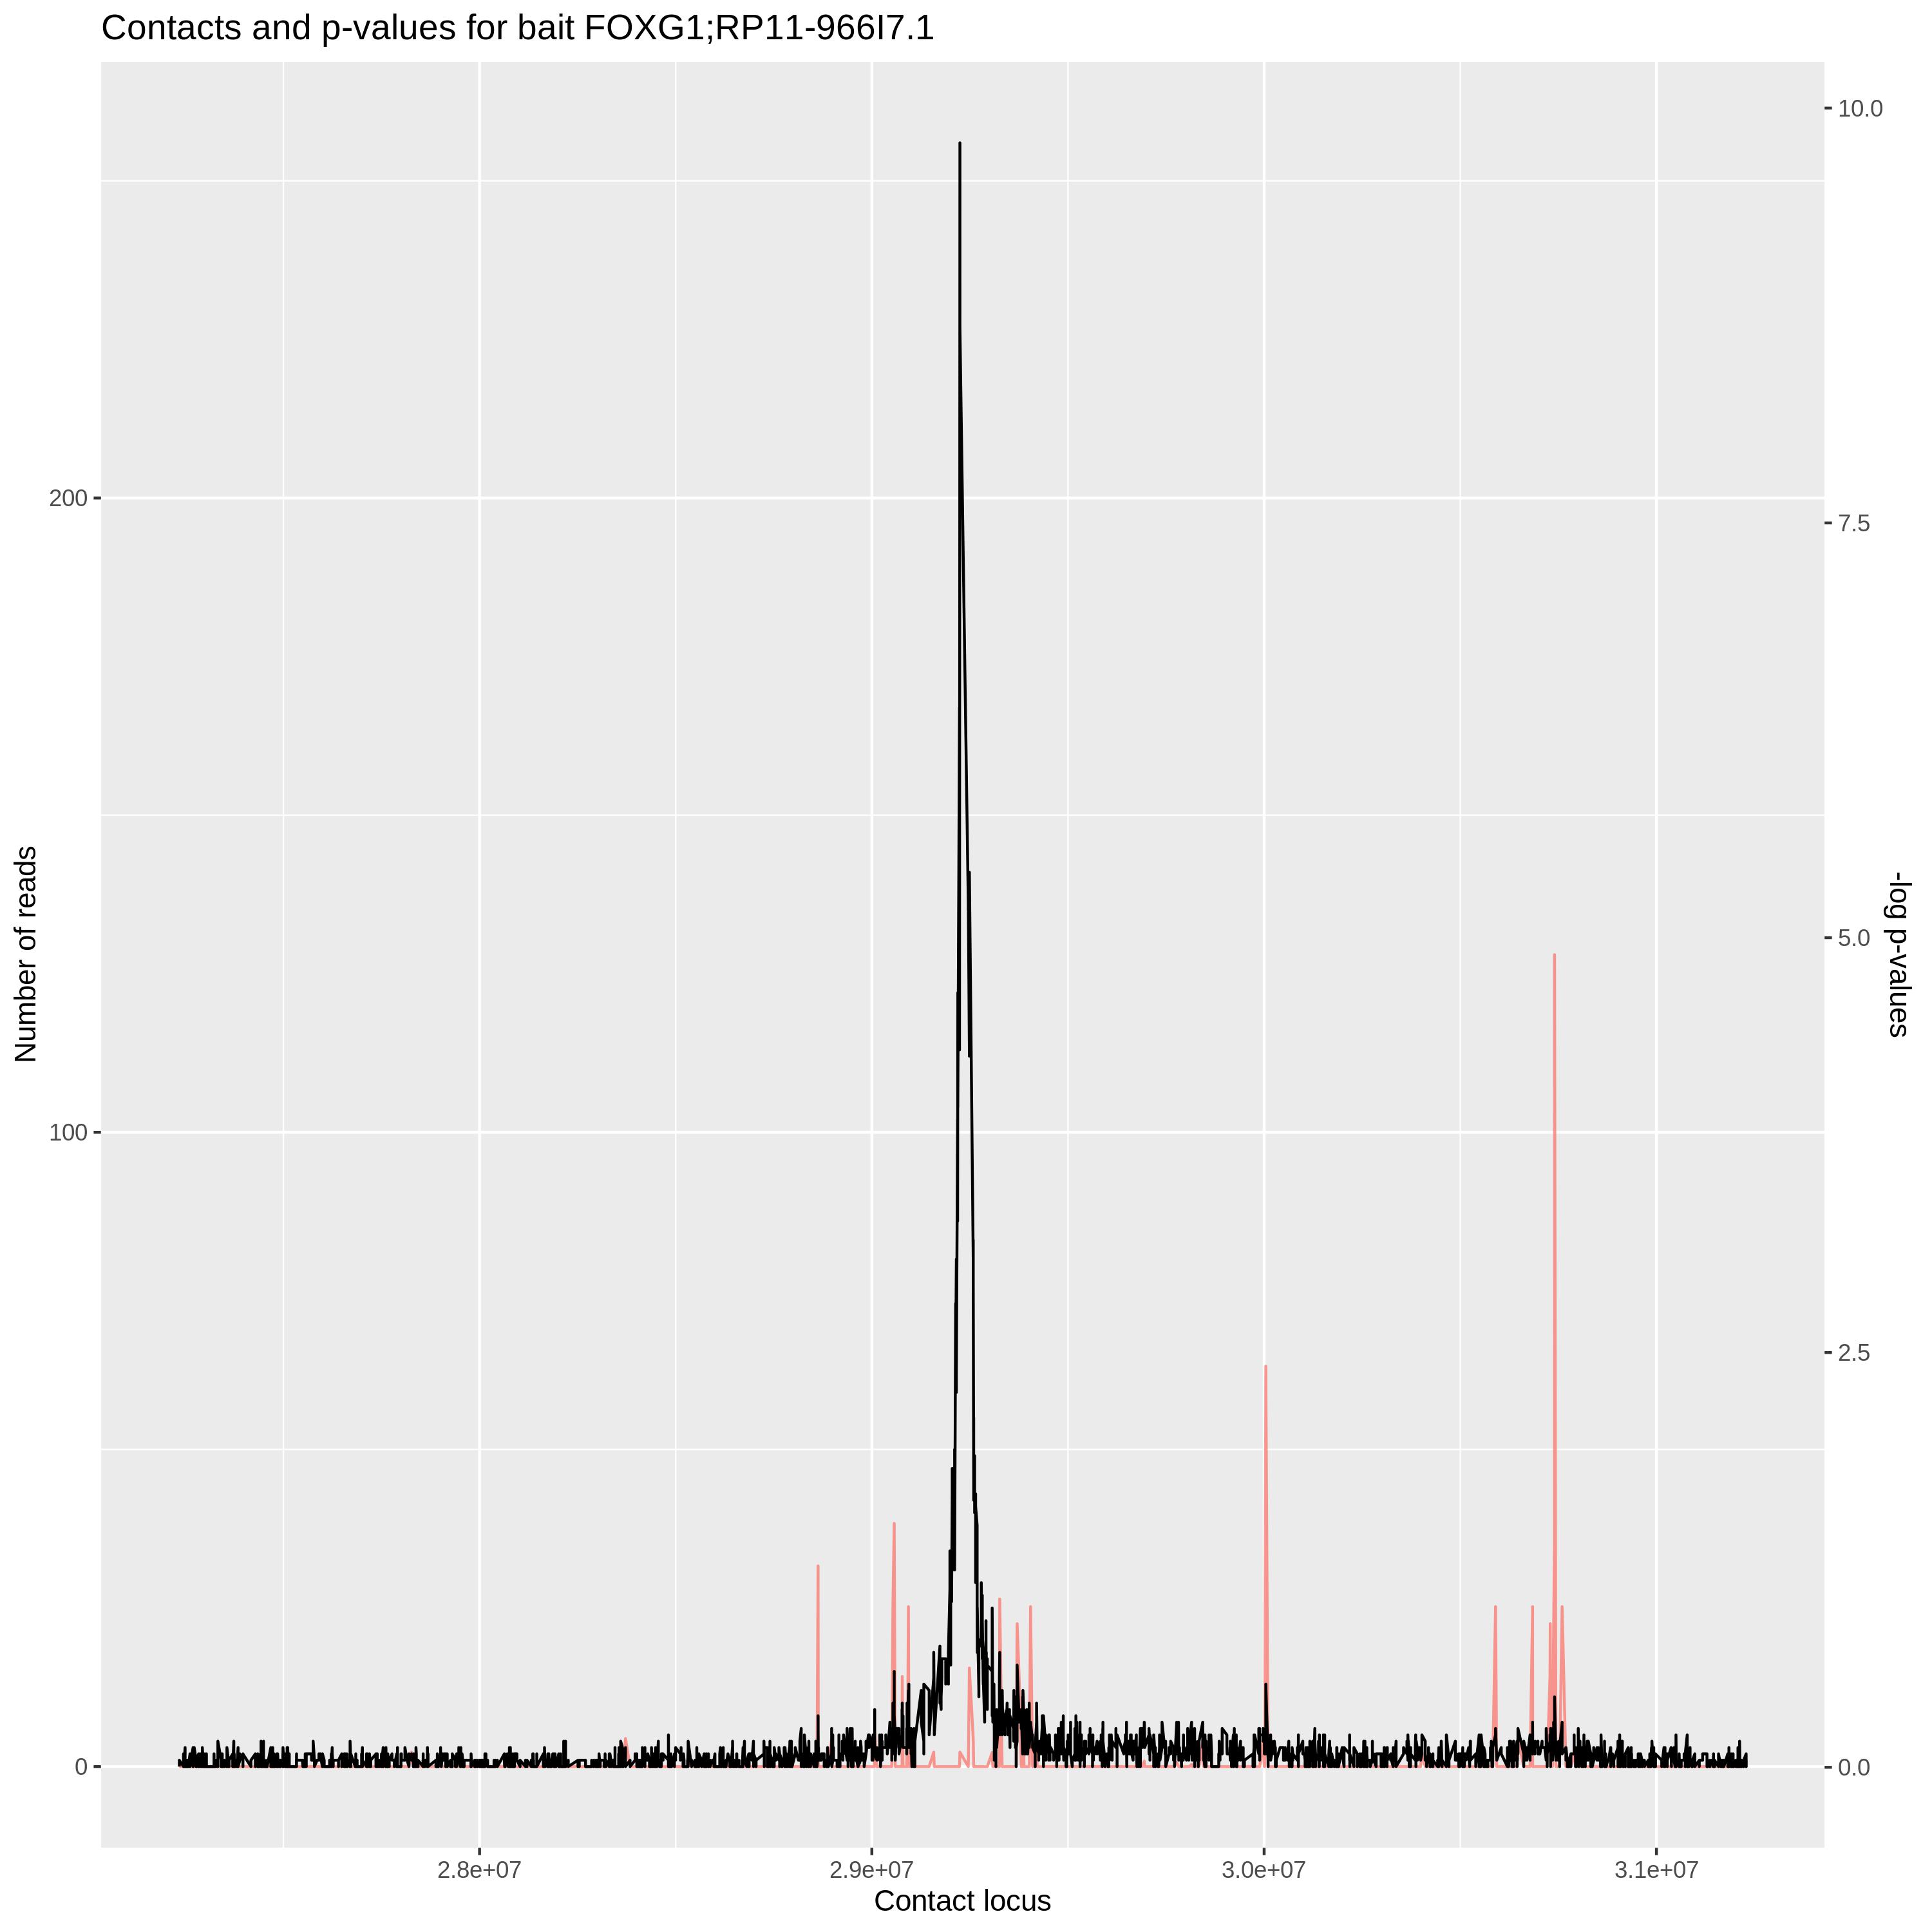 Contacts and p-values for bait FOXG1;RP11-966I7.1
10.0
200
7.5
Number of reads
-log p-values
5.0
100
2.5
0
0.0
2.8e+07
2.9e+07
3.0e+07
3.1e+07
Contact locus